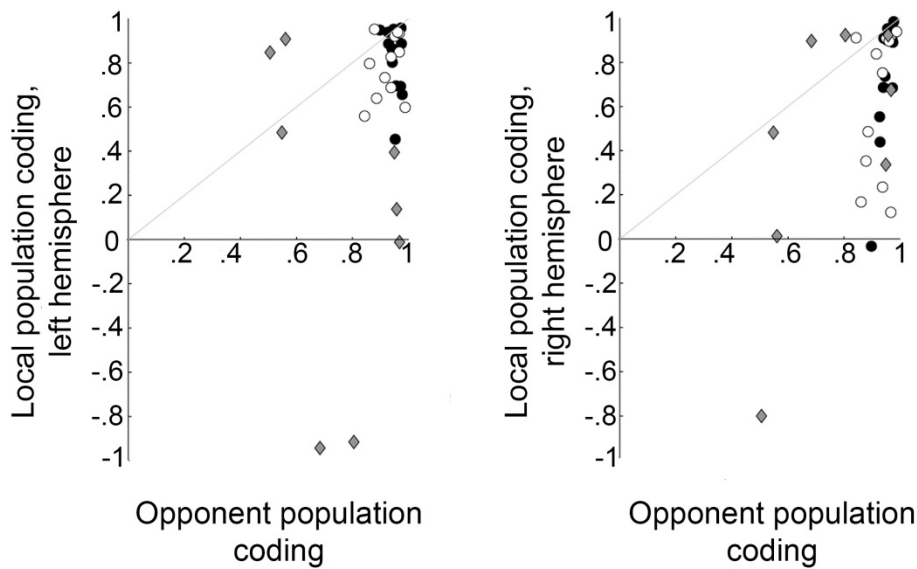 Local population coding,
left hemisphere
1
.8
.6
.4
.2
0
-.2
-.4
-.6
-.8
-1
.2 .4 .6 .8 1
Opponent population
coding
Local population coding,
right hemisphere
1
.8
.6
.4
.2
0
-.2
-.4
-.6
-.8
-1
.2 .4 .6 .8 1
Opponent population
coding